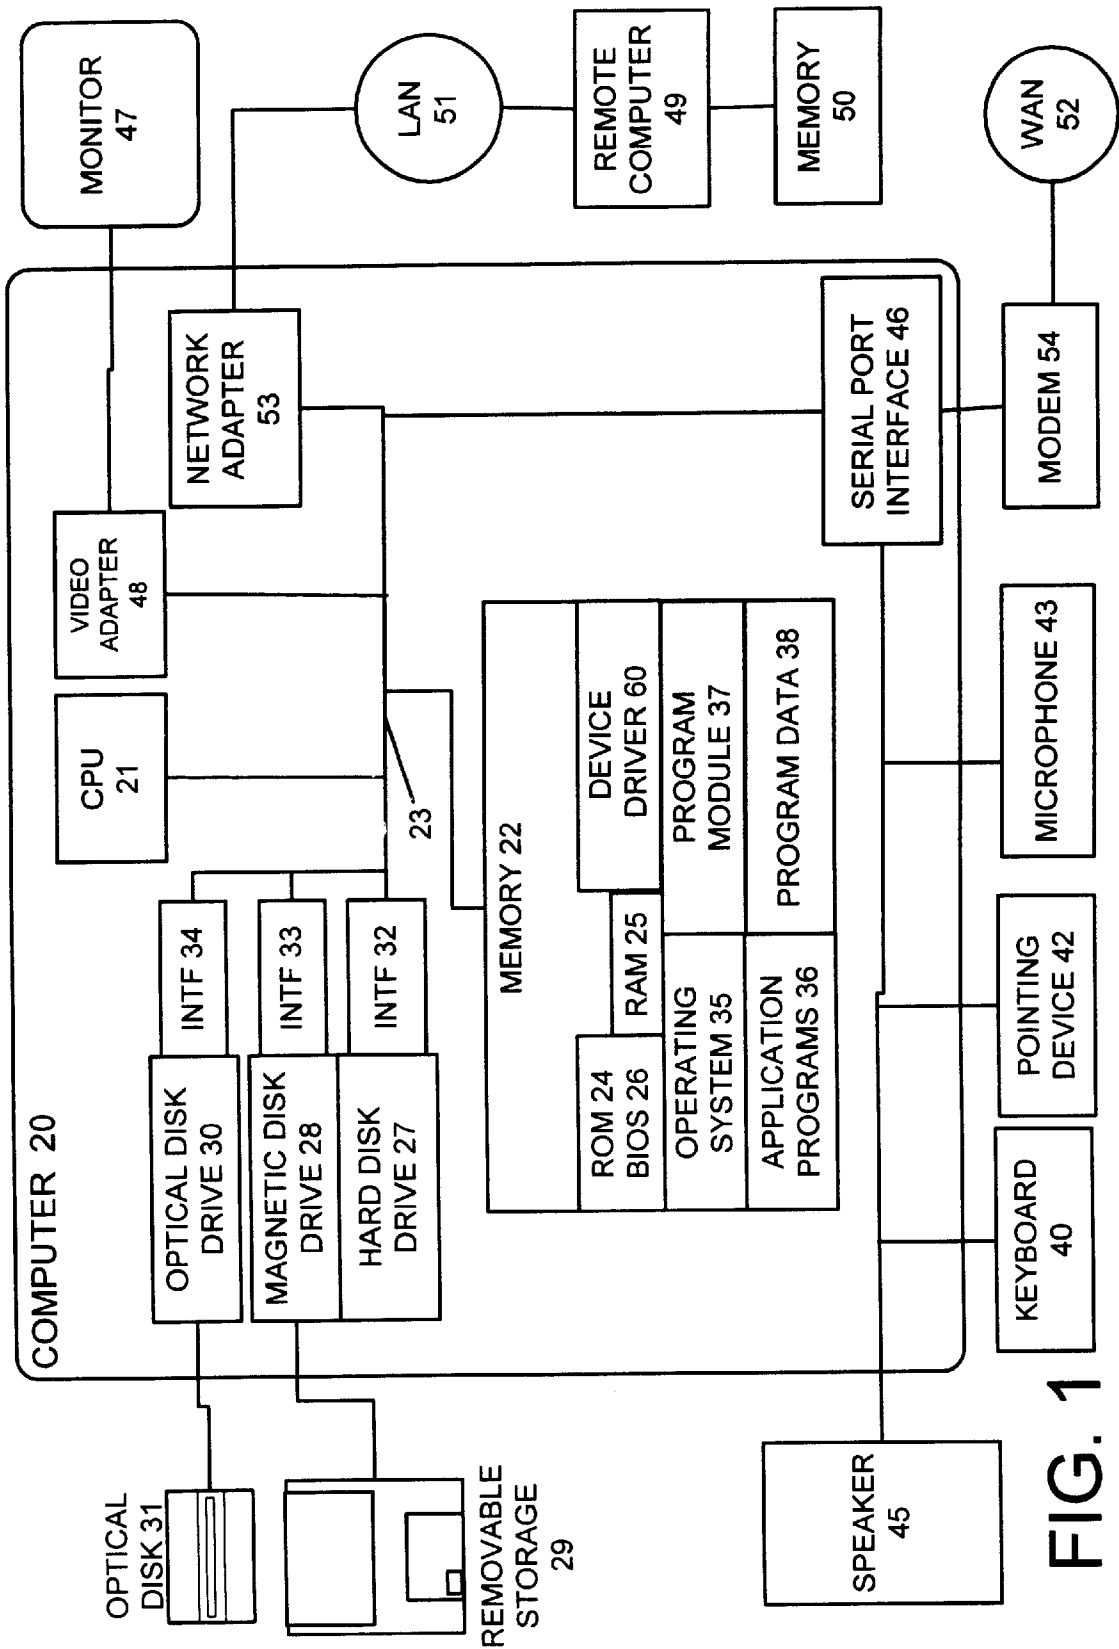 COMPUTER 20
MONITOR
47
OPTICAL
DISK 31
OPTICAL DISK
DRIVE 30
INTF 34
CPU
21
VIDEO
ADAPTER
48
NETWORK
ADAPTER
53
REMOVABLE
STORAGE
29
MAGNETIC DISK
DRIVE 28
INTF 33
HARD DISK
DRIVE 27
INTF 32
23
LAN
51
REMOTE
COMPUTER
49
MEMORY
50
MEMORY 22
ROM 24
BIOS 26
RAM 25
DEVICE
DRIVER 60
OPERATING
SYSTEM 35
PROGRAM
MODULE 37
APPLICATION
PROGRAMS 36
PROGRAM DATA 38
SERIAL PORT
INTERFACE 46
WAN
52
SPEAKER
45
KEYBOARD
40
POINTING
DEVICE 42
MICROPHONE 43
MODEM 54
FIG. 1